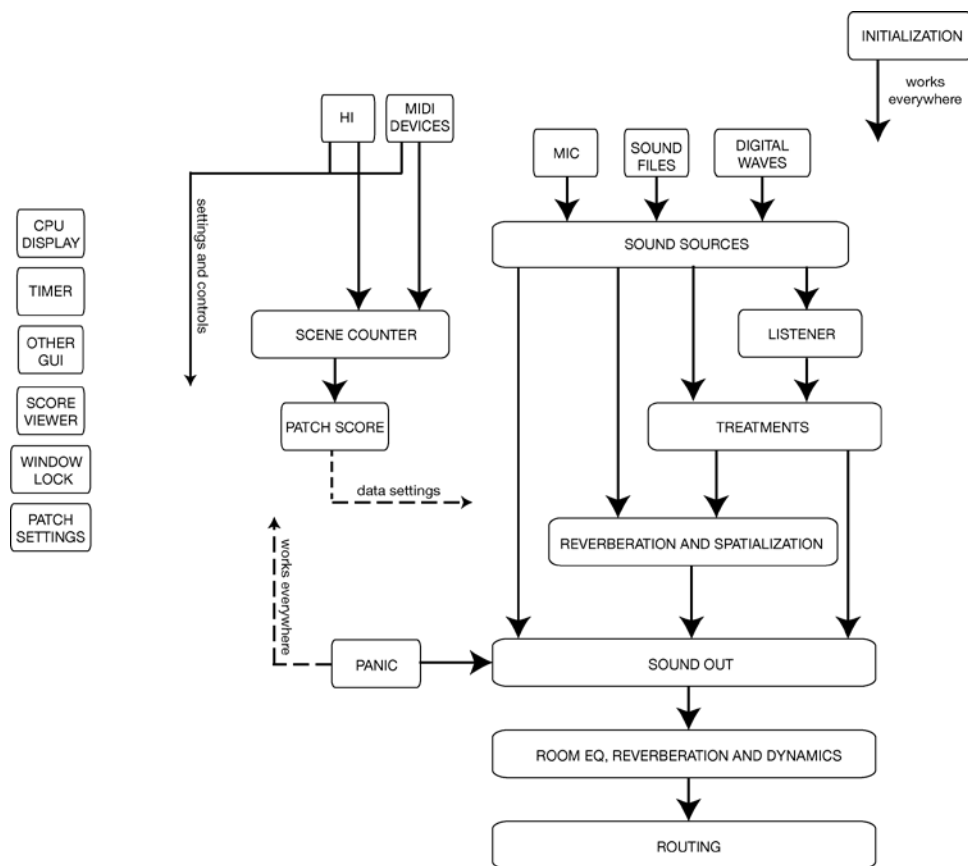 INITIALIZATION
works
everywhere
HI
MIDI
DEVICES
MIC
SOUND
FILES
DIGITAL
WAVES
settings and controls
CPU
DISPLAY
SOUND SOURCES
TIMER
SCENE COUNTER
LISTENER
OTHER
GUI
SCORE
VIEWER
PATCH SCORE
TREATMENTS
WINDOW
LOCK
data settings
PATCH
SETTINGS
REVERBERATION AND SPATIALIZATION
works everywhere
PANIC
SOUND OUT
ROOM EQ, REVERBERATION AND DYNAMICS
ROUTING